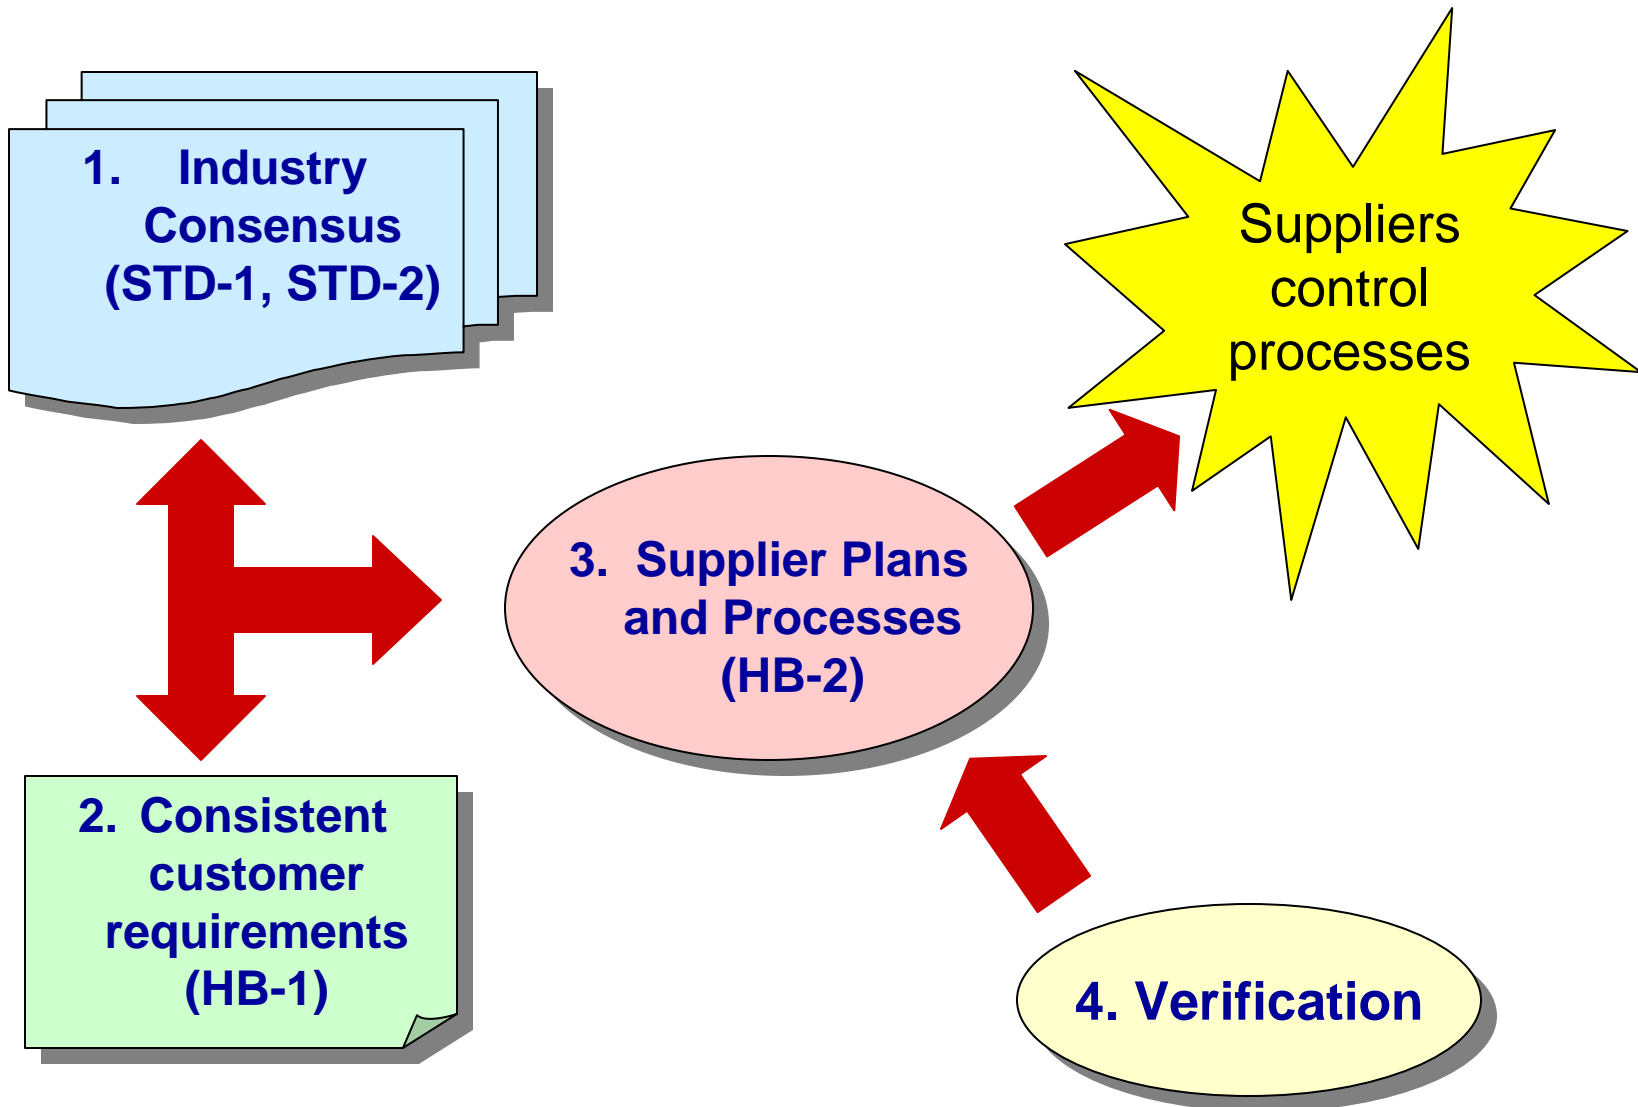 1. Industry
Consensus
(STD-1, STD-2)
Suppliers
control
processes
3. Supplier Plans
and Processes
(HB-2)
2. Consistent
customer
requirements
(HB-1)
4. Verification